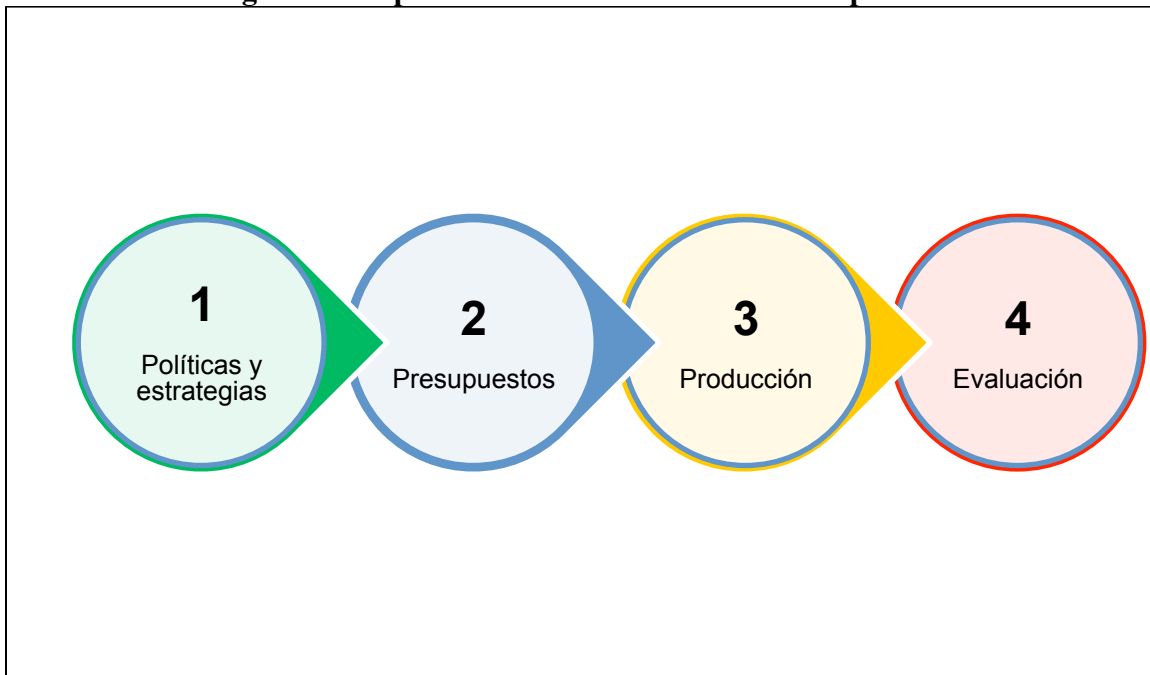 1
Políticas y
estrategias
2
Presupuestos
3
Producción
4
Evaluación